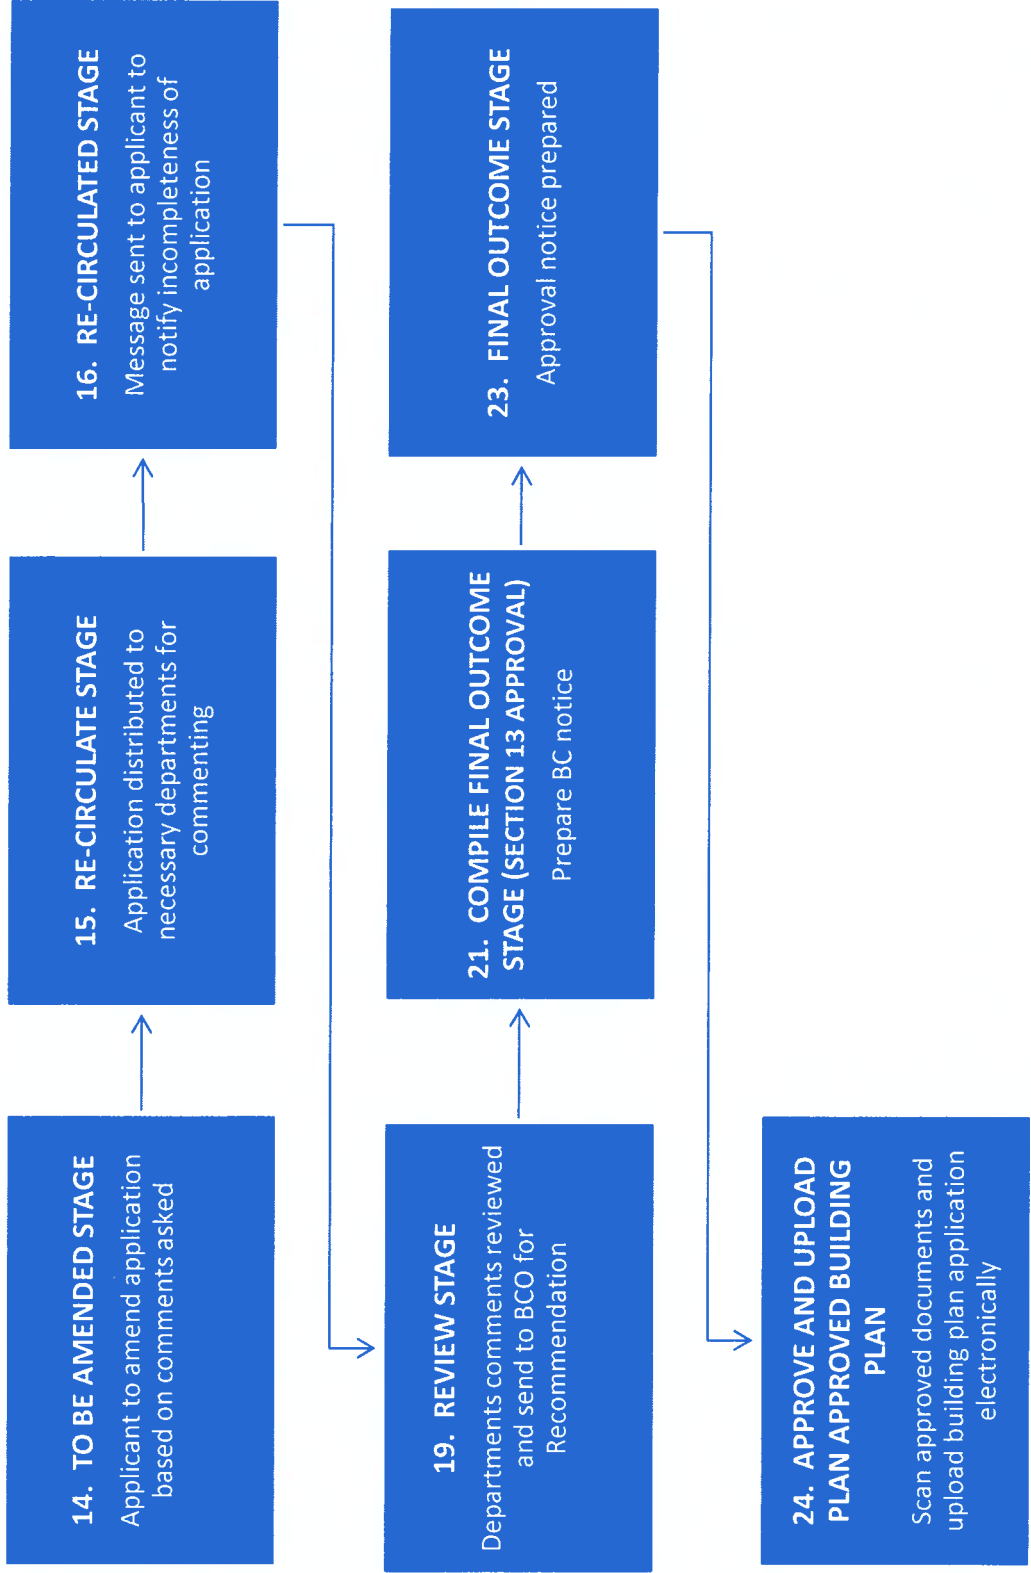 14. TO BE AMENDED STAGE
Applicant to amend application
based on comments asked
15. RE-CIRCULATE STAGE
Application distributed to
necessary departments for
commenting
16. RE-CIRCULATED STAGE
Message sent to applicant to
notify incompleteness of
application
19. REVIEW STAGE
Departments comments reviewed
and send to BCO for
Recommendation
21. COMPILE FINAL OUTCOME
STAGE (SECTION 13 APPROVAL)
Prepare BC notice
23. FINAL OUTCOME STAGE
Approval notice prepared
24. APPROVE AND UPLOAD
PLAN APPROVED BUILDING
PLAN
Scan approved documents and
upload building plan application
electronically